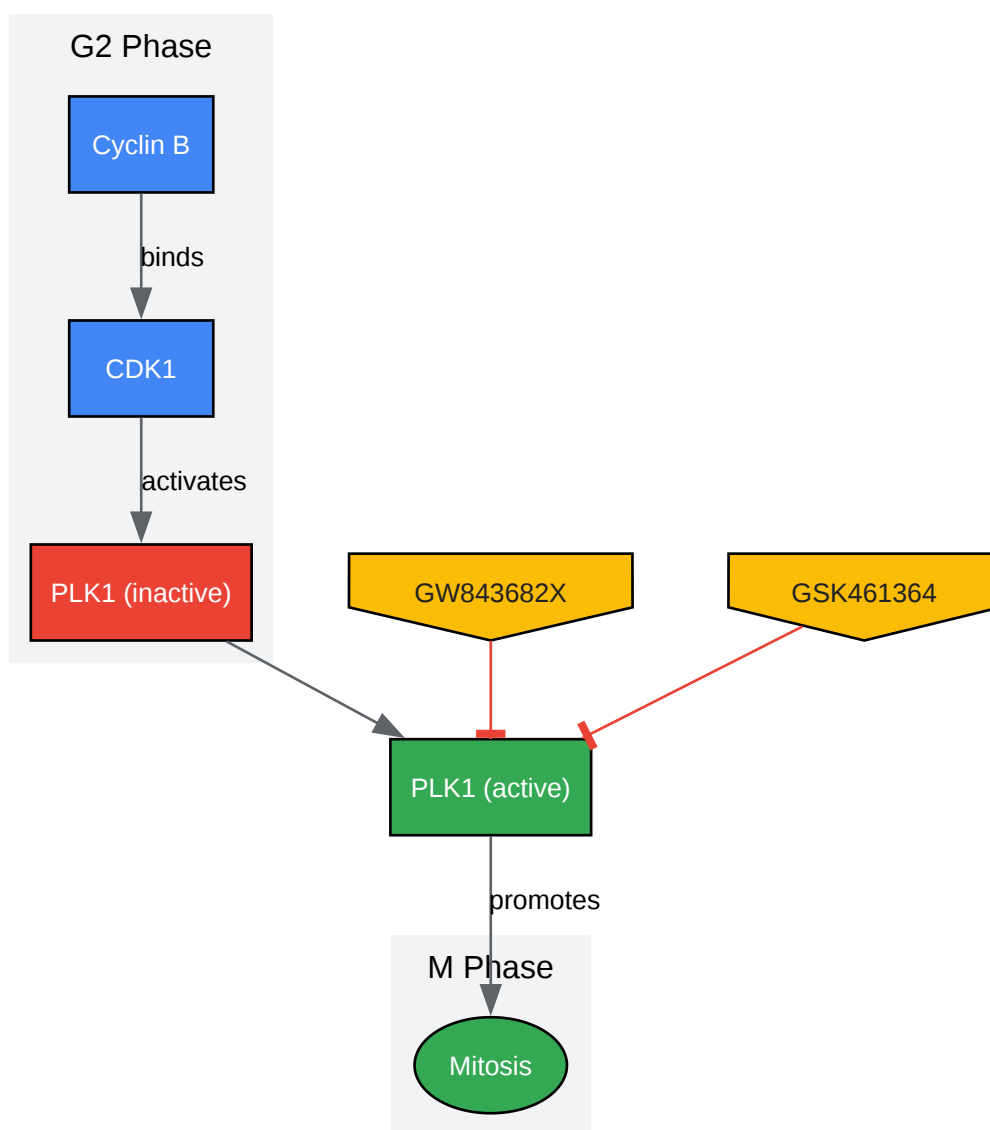 G2 Phase
Cyclin B
binds
CDK1
activates
PLK1 (inactive)
GW843682X
GSK461364
PLK1 (active)
promotes
M Phase
Mitosis